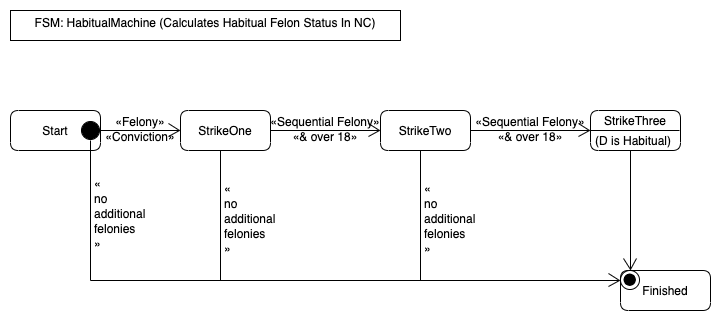 FSM: HabitualMachine (Calculates Habitual Felon Status In NC)
Start
«Felony»
«Conviction»
StrikeOne
«Sequential Felony»
«& over 18»
StrikeTwo
«Sequential Felony»
«& over 18»
StrikeThree
(D is Habitual)
«
no
additional
felonies
»
«
no
additional
felonies
»
«
no
additional
felonies
»
Finished